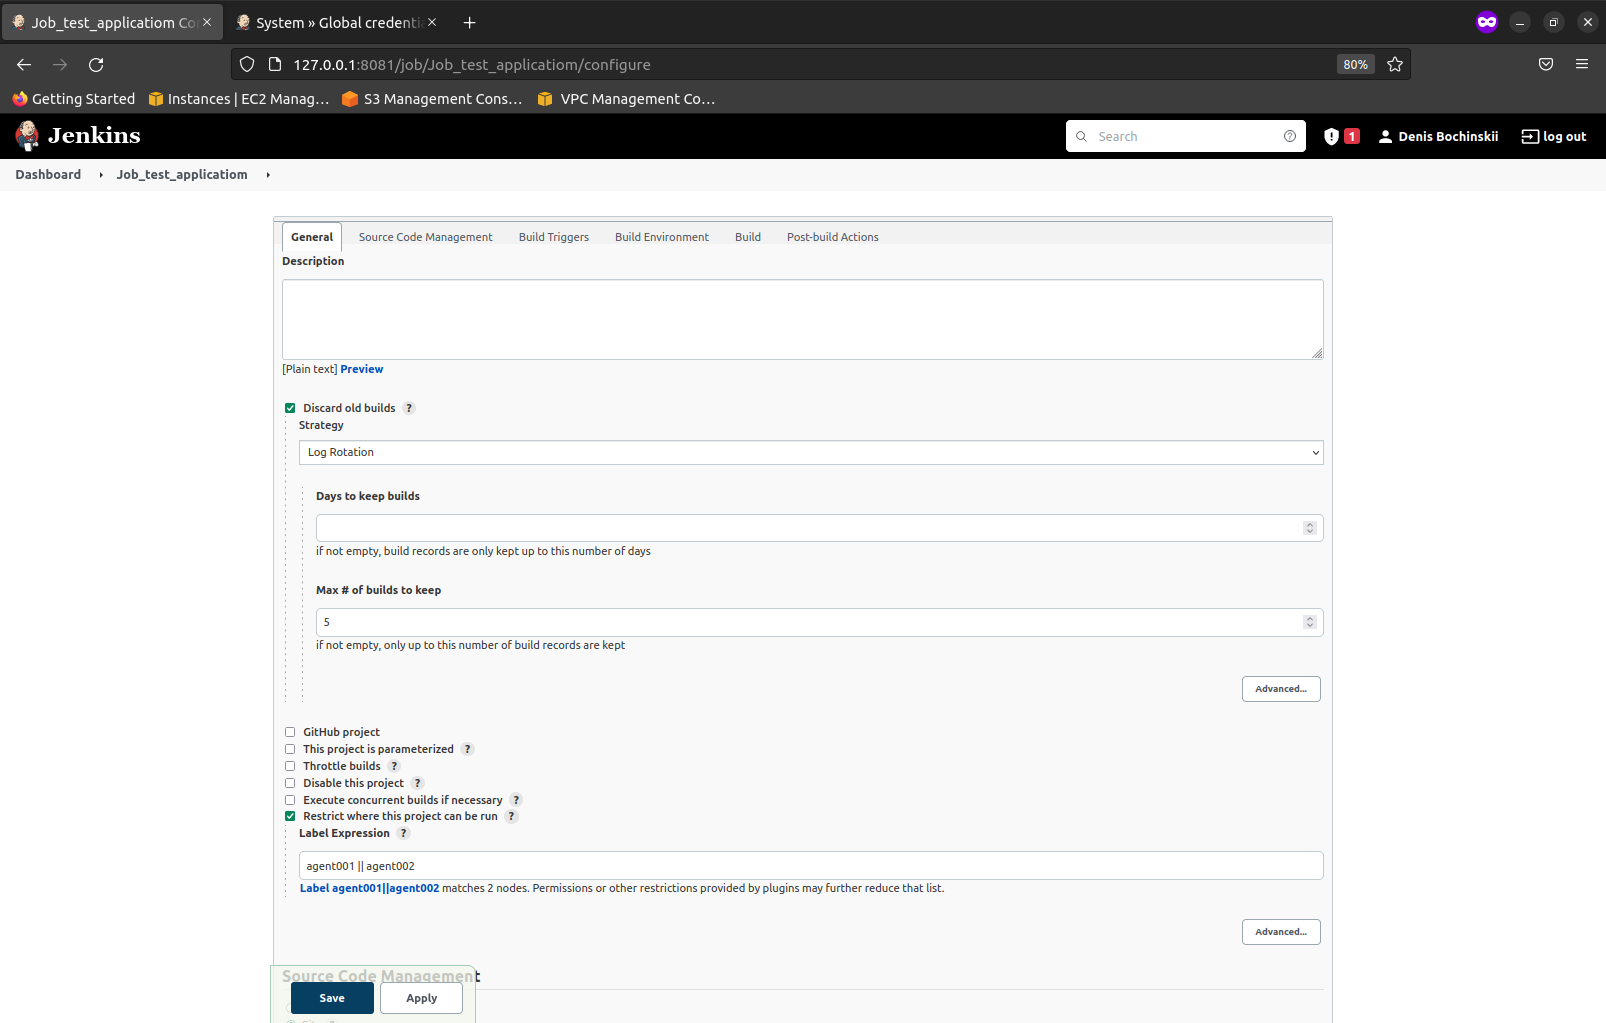 Job_test_applicatiom Co
System » Global credenti
127.0.0.1:8081/job/Job_test_applicatiom/configure
80%
Getting Started
Instances | EC2 Manag…
S3 Management Cons…
VPC Management Co…
Jenkins
Search
1
Denis Bochinskii
log out
Dashboard
Job_test_applicatiom
General
Source Code Management
Build Triggers
Build Environment
Build
Post-build Actions
Description
[Plain text] Preview
Discard old builds ?
Strategy
Log Rotation
Days to keep builds
if not empty, build records are only kept up to this number of days
Max # of builds to keep
5
if not empty, only up to this number of build records are kept
Advanced...
GitHub project
This project is parameterized ?
Throttle builds ?
Disable this project ?
Execute concurrent builds if necessary ?
Restrict where this project can be run ?
Label Expression ?
agent001 || agent002
Label agent001||agent002 matches 2 nodes. Permissions or other restrictions provided by plugins may further reduce that list.
Advanced...
Source Code Management
Save
Apply